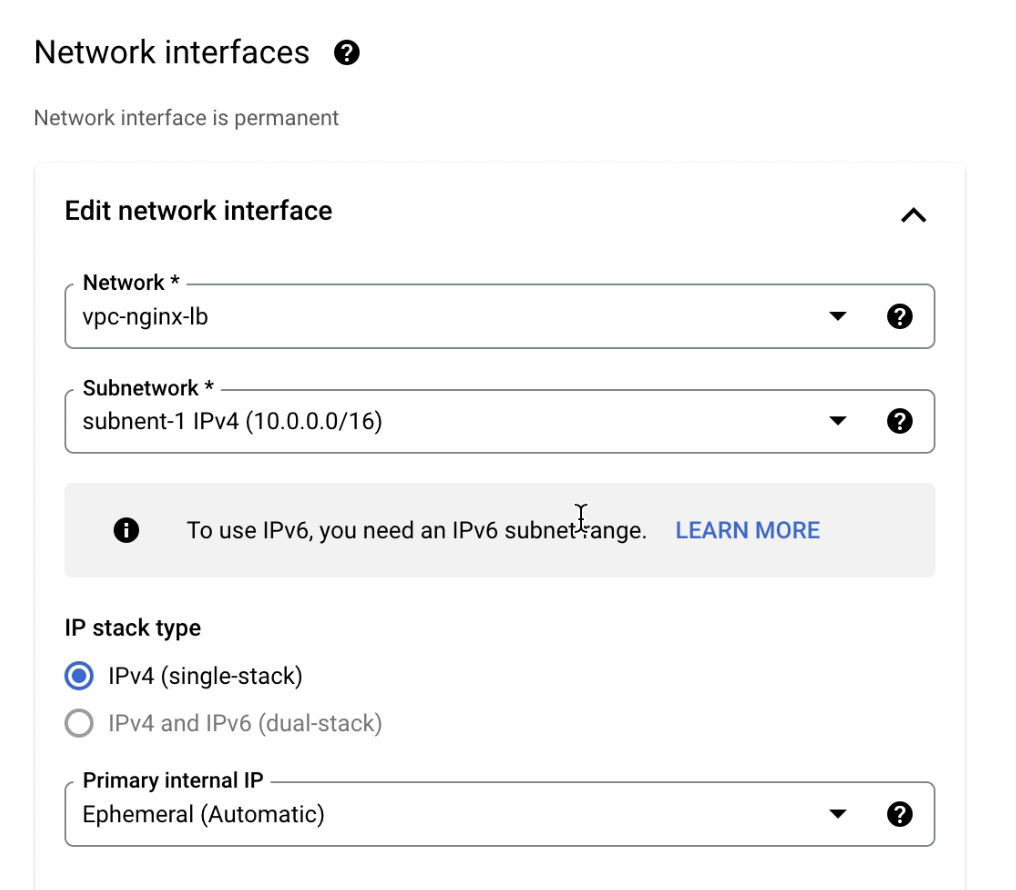 Network interfaces
Network interface is permanent
Edit network interface
Network *
vpc-nginx-lb
Subnetwork *
subnent-1 IPv4 (10.0.0.0/16)
To use IPv6, you need an IPv6 subnet range. LEARN MORE
IP stack type
IPv4 (single-stack)
IPv4 and IPv6 (dual-stack)
Primary internal IP
Ephemeral (Automatic)